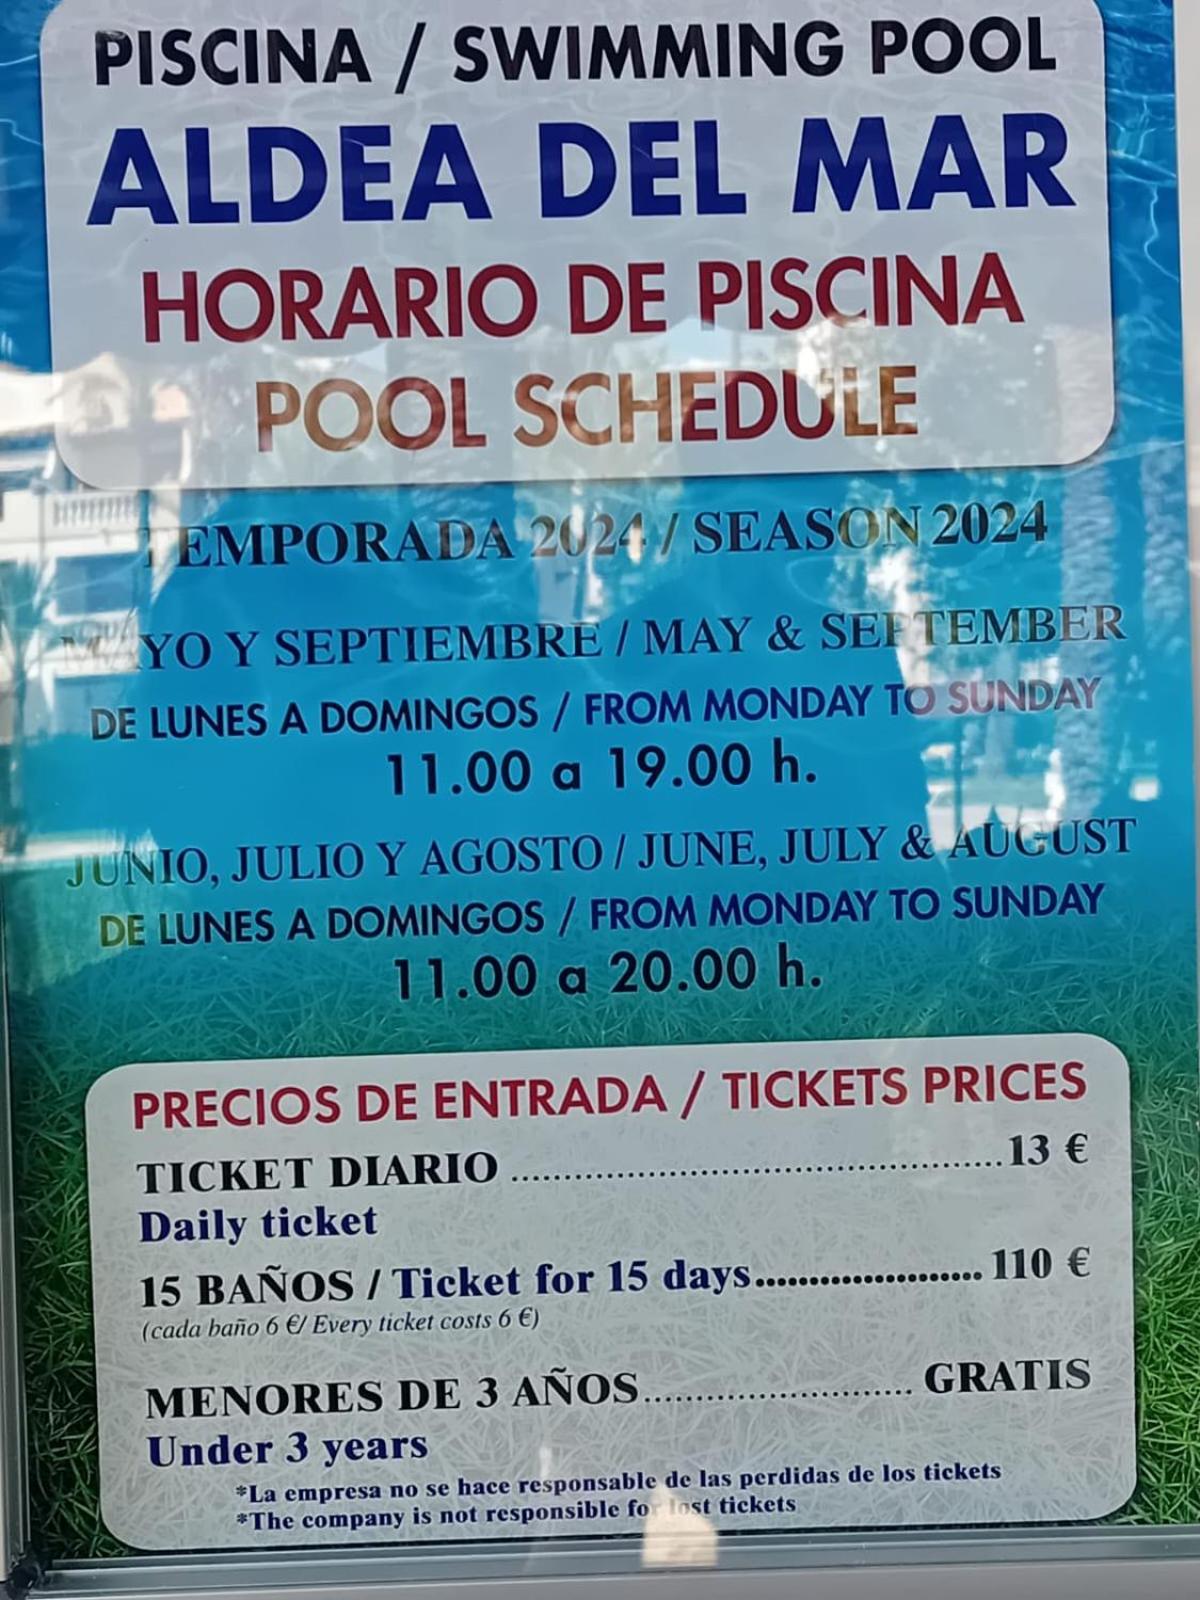 PISCINA / SWIMMING POOL
ALDEA DEL MAR
HORARIO DE PISCINA
POOL SCHEDULE
TEMPORADA 2024 / SEASON 2024
MAYO Y SEPTIEMBRE / MAY & SEPTEMBER
DE LUNES A DOMINGOS / FROM MONDAY TO SUNDAY
11.00 a 19.00 h.
JUNIO, JULIO Y AGOSTO / JUNE, JULY & AUGUST
DE LUNES A DOMINGOS / FROM MONDAY TO SUNDAY
11.00 a 20.00 h.
PRECIOS DE ENTRADA / TICKETS PRICES
TICKET DIARIO ........................................ 13 €
Daily ticket
15 BAÑOS / Ticket for 15 days..................... 110 €
(cada baño 6 €/ Every ticket costs 6 €)
MENORES DE 3 AÑOS........................ GRATIS
Under 3 years
*La empresa no se hace responsable de las perdidas de los tickets
*The company is not responsible for lost tickets